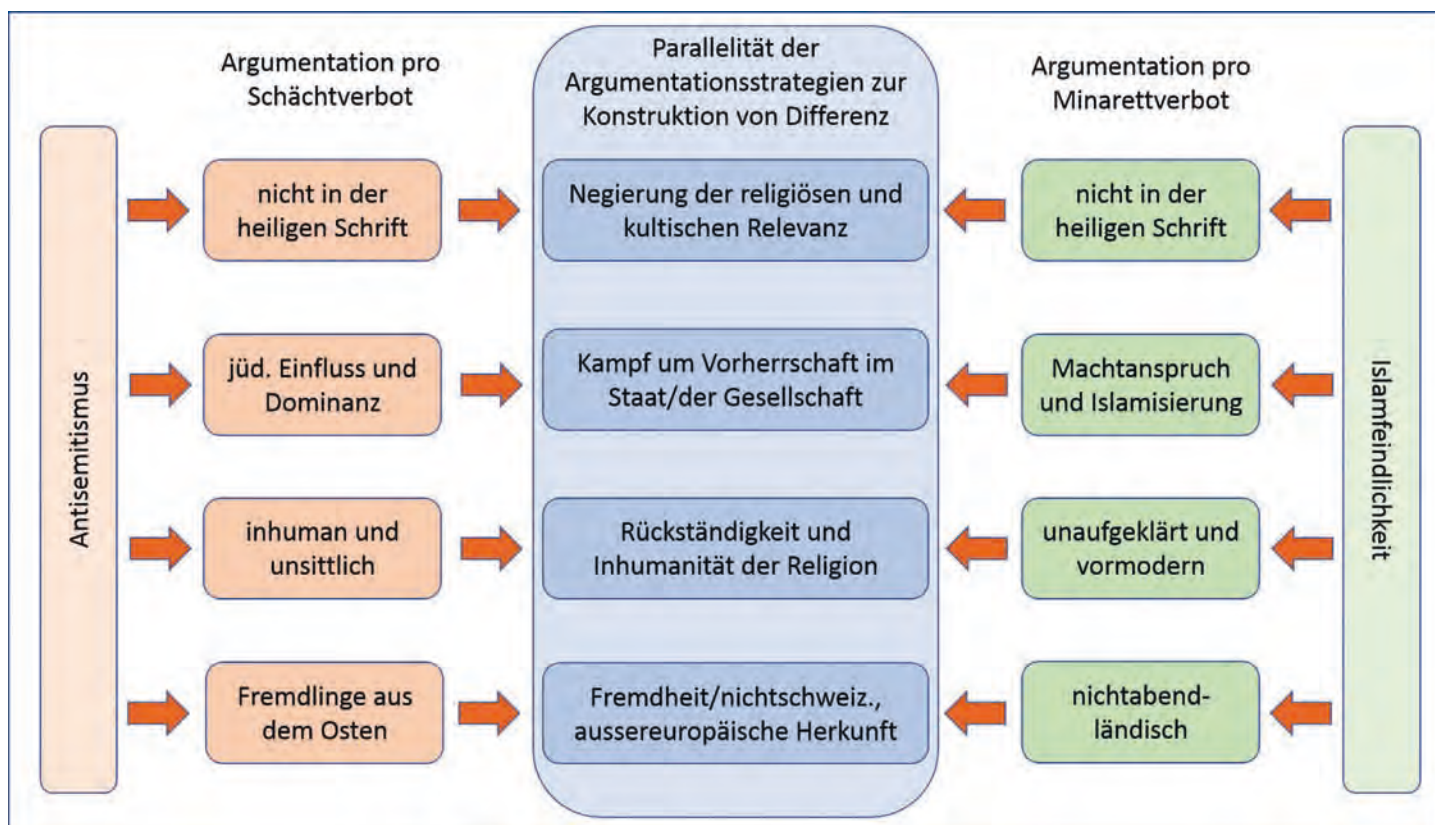 Argumentation pro
Schächtverbot
Parallelität der
Argumentationsstrategien zur
Konstruktion von Differenz
Argumentation pro
Minarettverbot
Antisemitismus
nicht in der
heiligen Schrift
Negierung der religiösen und
kultischen Relevanz
nicht in der
heiligen Schrift
jüd. Einfluss und
Dominanz
Kampf um Vorherrschaft im
Staat/der Gesellschaft
Machtanspruch
und Islamisierung
inhuman und
unsittlich
Rückständigkeit und
Inhumanität der Religion
unaufgeklärt und
vormodern
Fremdlinge aus
dem Osten
Fremdheit/nichtschweiz.,
aussereuropäische Herkunft
nichtabend-
ländisch
Islamfeindlichkeit